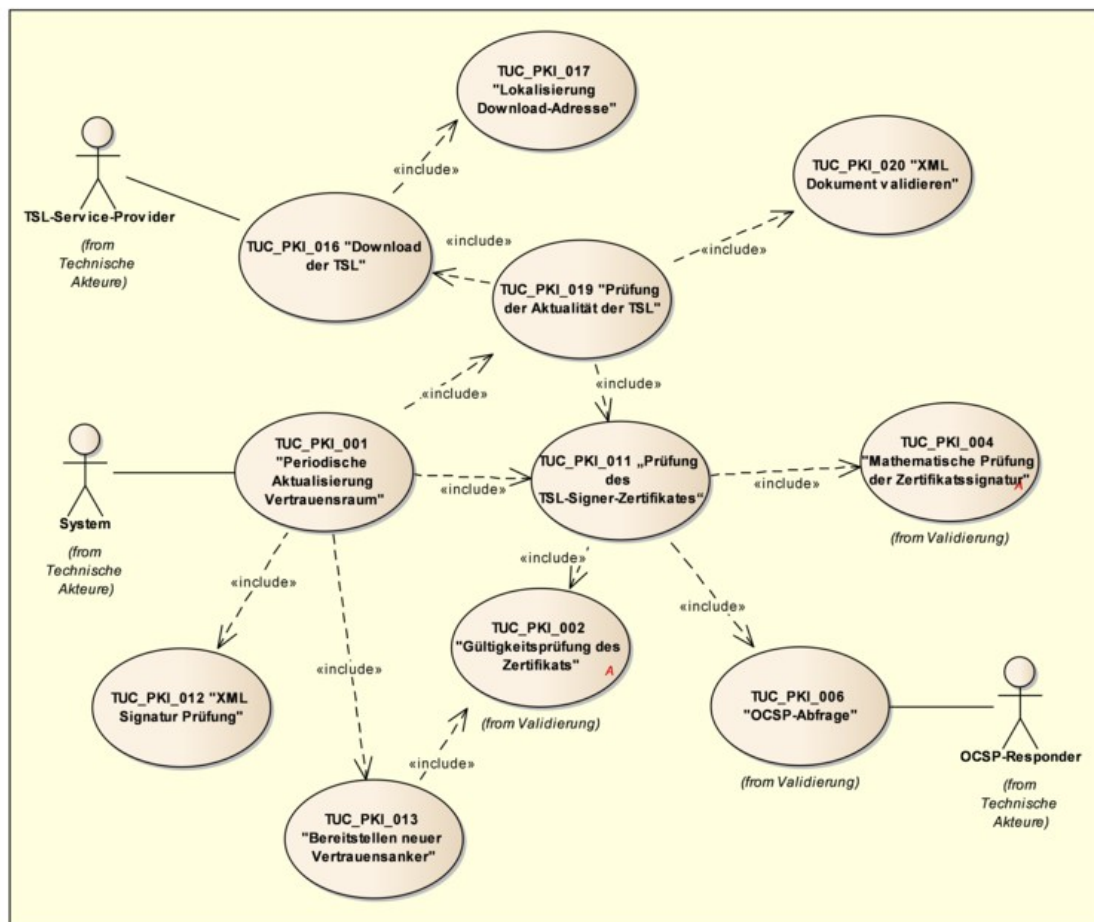 TUC_PKI_017
"Lokalisierung
Download-Adresse"
«include»
TUC_PKI_020 "XML
Dokument validieren"
TSL-Service-Provider
(from
Technische
Akteure)
TUC_PKI_016 "Download
der TSL"
«include»
«include»
TUC_PKI_019 "Prüfung
der Aktualität der TSL"
«include»
«include»
TUC_PKI_001
"Periodische
Aktualisierung
Vertrauensraum"
System
(from
Technische
Akteure)
«include»
TUC_PKI_011 „Prüfung
des
TSL-Signer-Zertifikates“
«include»
TUC_PKI_004
"Mathematische Prüfung
der Zertifikatssignatur"
A
(from Validierung)
«include»
«include»
«include»
«include»
TUC_PKI_002
"Gültigkeitsprüfung des
Zertifikats"
A
(from Validierung)
TUC_PKI_012 "XML
Signatur Prüfung"
«include»
TUC_PKI_006
"OCSP-Abfrage"
(from Validierung)
OCSP-Responder
(from
Technische
Akteure)
«include»
TUC_PKI_013
"Bereitstellen neuer
Vertrauensanker"